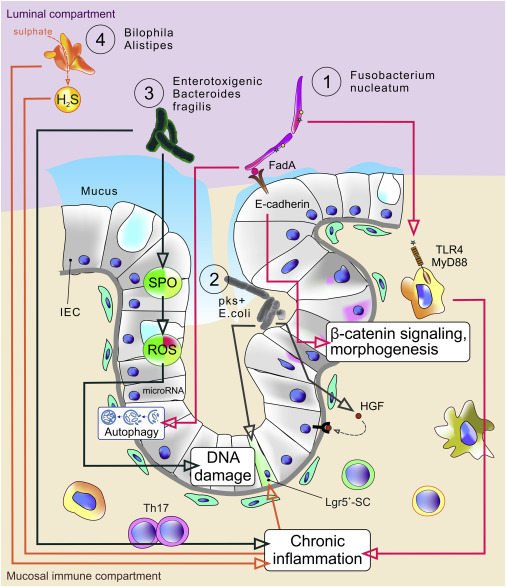 Luminal compartment
sulphate
4
Bilophila
Alistipes
H₂S
3
Enterotoxigenic
Bacteroides
fragilis
1
Fusobacterium
nucleatum
FadA
Mucus
E-cadherin
TLR4
MyD88
2
SPO
pks+
E.coli
IEC
β-catenin signaling,
morphogenesis
ROS
microRNA
HGF
Autophagy
DNA
damage
Lgr5⁺-SC
Th17
Chronic
inflammation
Mucosal immune compartment